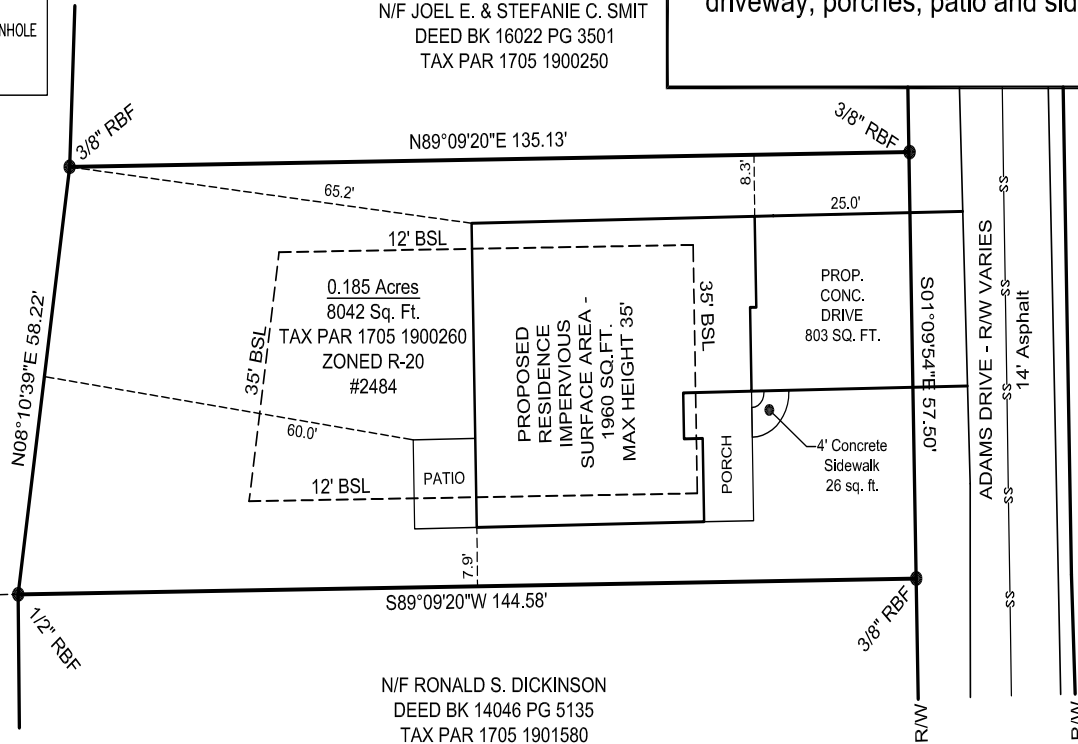 NHOLE
N/F JOEL E. & STEFANIE C. SMIT
DEED BK 16022 PG 3501
TAX PAR 1705 1900250
driveway, porches, patio and sid
3/8" RBF
3/8" RBF
N89°09'20"E 135.13'
65.2'
8.3'
25.0'
12' BSL
0.185 Acres
8042 Sq. Ft.
TAX PAR 1705 1900260
ZONED R-20
#2484
35' BSL
N08°10'39"E 58.22'
60.0'
12' BSL
PATIO
PROPOSED
RESIDENCE
IMPERVIOUS
SURFACE AREA -
1960 SQ.FT.
MAX HEIGHT 35'
35' BSL
PROP.
CONC.
DRIVE
803 SQ. FT.
S01°09'54"E 57.50'
ADAMS DRIVE - R/W VARIES
14' Asphalt
SS
SS
SS
SS
SS
PORCH
4' Concrete
Sidewalk
26 sq. ft.
7.9'
S89°09'20"W 144.58'
1/2" RBF
3/8" RBF
N/F RONALD S. DICKINSON
DEED BK 14046 PG 5135
TAX PAR 1705 1901580
R/W
R/W